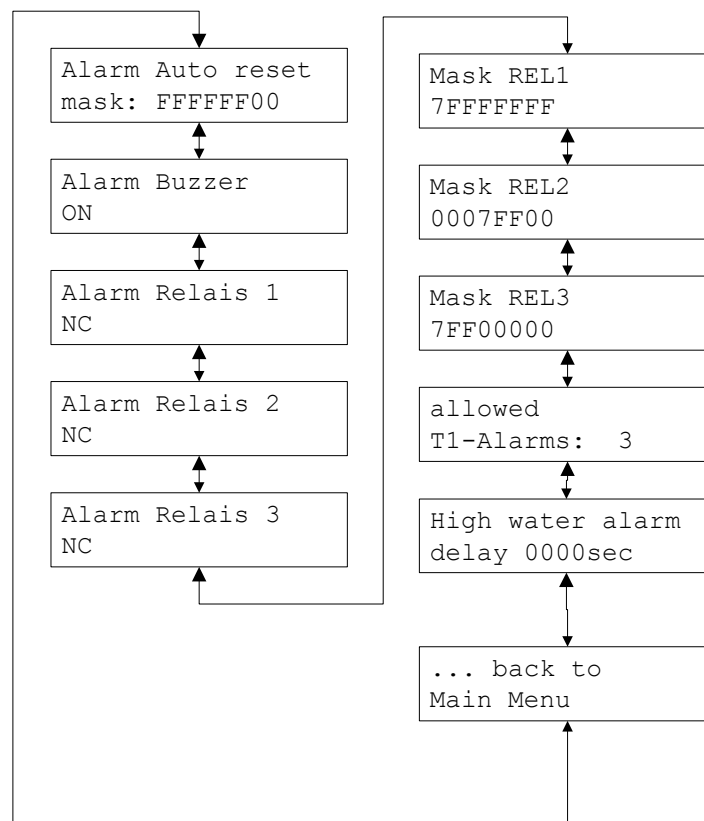 Alarm Auto reset
mask: FFFFFF00
Alarm Buzzer
ON
Alarm Relais 1
NC
Alarm Relais 2
NC
Alarm Relais 3
NC
Mask REL1
7FFFFFFF
Mask REL2
0007FF00
Mask REL3
7FF00000
allowed
T1-Alarms:  3
High water alarm
delay 0000sec
... back to
Main Menu